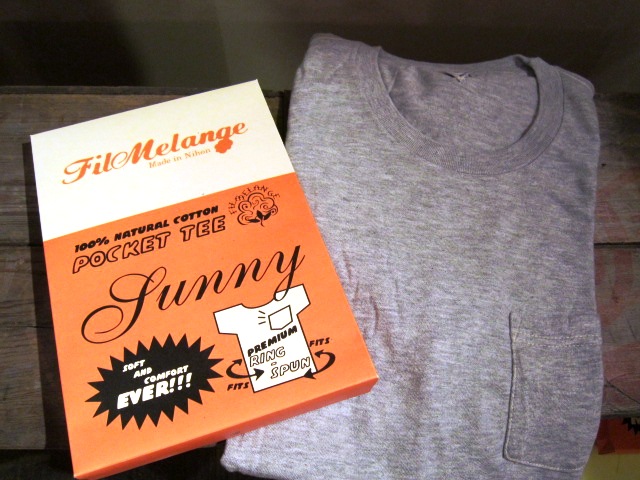 FilMelange
Made in Nihon
100% NATURAL COTTON
POCKET TEE
FILMELANGE
Sunny
SOFT
AND
COMFORT
EVER!!!
PREMIUM
RING
-SPUN
FITS
FITS